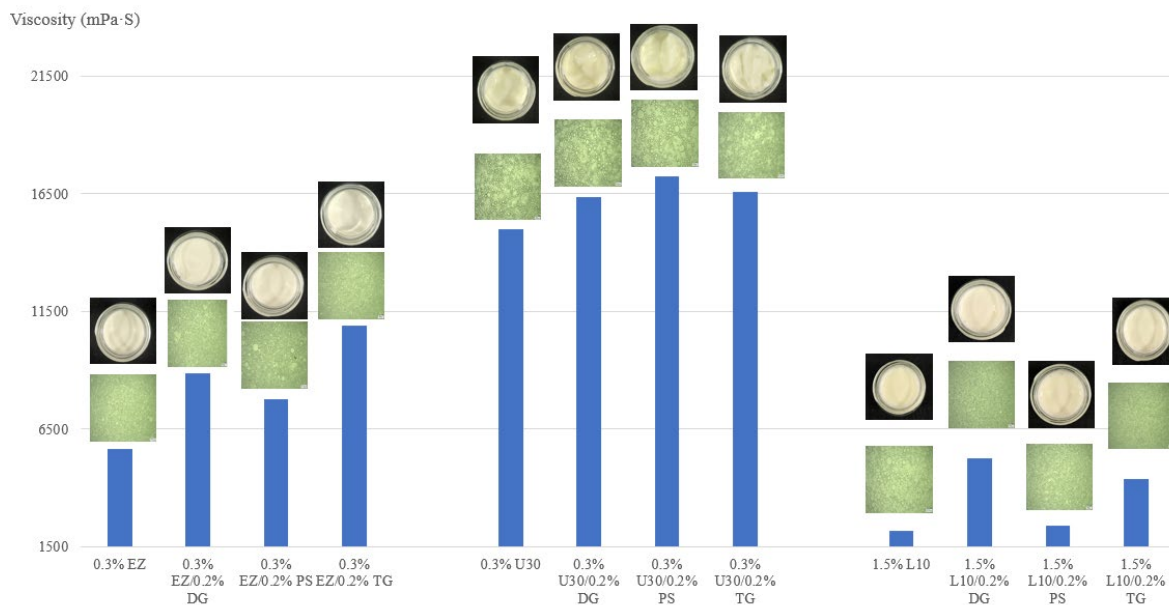 Viscosity (mPa·S)
21500
16500
11500
6500
1500
0.3% EZ
0.3%
EZ/0.2%
DG
0.3%
EZ/0.2% PS
0.3%
EZ/0.2% TG
0.3% U30
0.3%
U30/0.2%
DG
0.3%
U30/0.2%
PS
0.3%
U30/0.2%
TG
1.5% L10
1.5%
L10/0.2%
DG
1.5%
L10/0.2%
PS
1.5%
L10/0.2%
TG